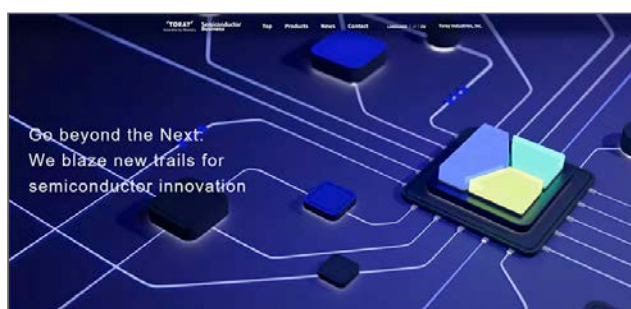 'TORAY'
Semiconductor
Business
Top Products News Contact
Toray Industries, Inc.
Go beyond the Next.
We blaze new trails for
semiconductor innovation